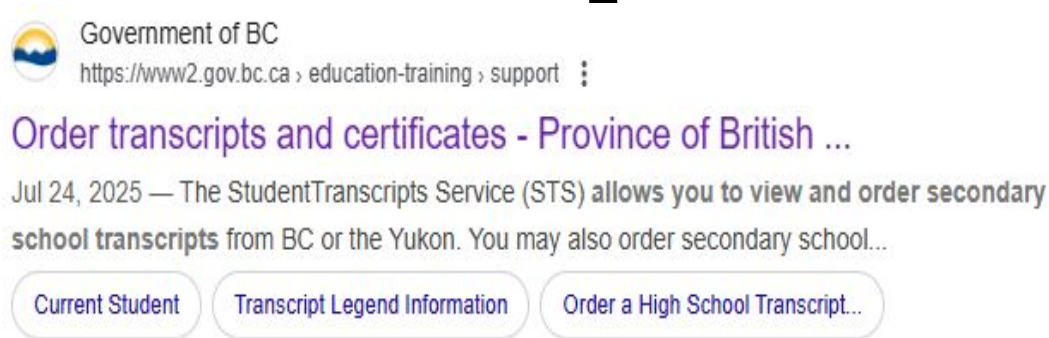 Government of BC
https://www2.gov.bc.ca › education-training › support
Order transcripts and certificates - Province of British ...
Jul 24, 2025 — The StudentTranscripts Service (STS) allows you to view and order secondary
school transcripts from BC or the Yukon. You may also order secondary school...
Current Student Transcript Legend Information Order a High School Transcript...